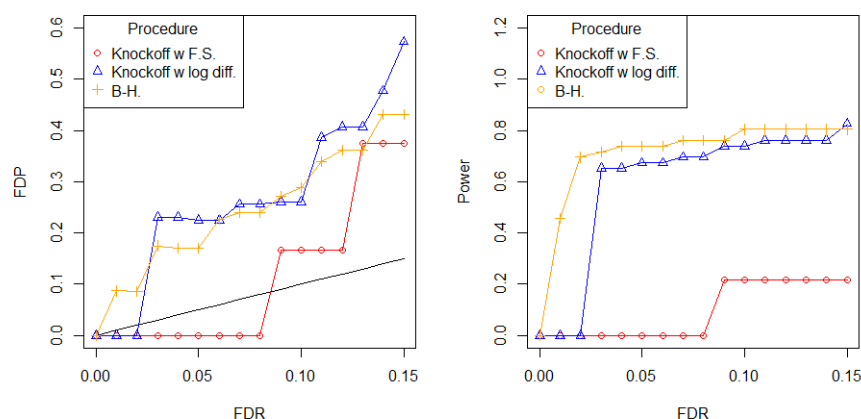 Procedure
Knockoff w F.S.
Knockoff w log diff.
B-H.
FDP
0.0
0.1
0.2
0.3
0.4
0.5
0.6
0.00
0.05
0.10
0.15
FDR
Procedure
Knockoff w F.S.
Knockoff w log diff.
B-H.
Power
0.0
0.2
0.4
0.6
0.8
1.0
1.2
0.00
0.05
0.10
0.15
FDR